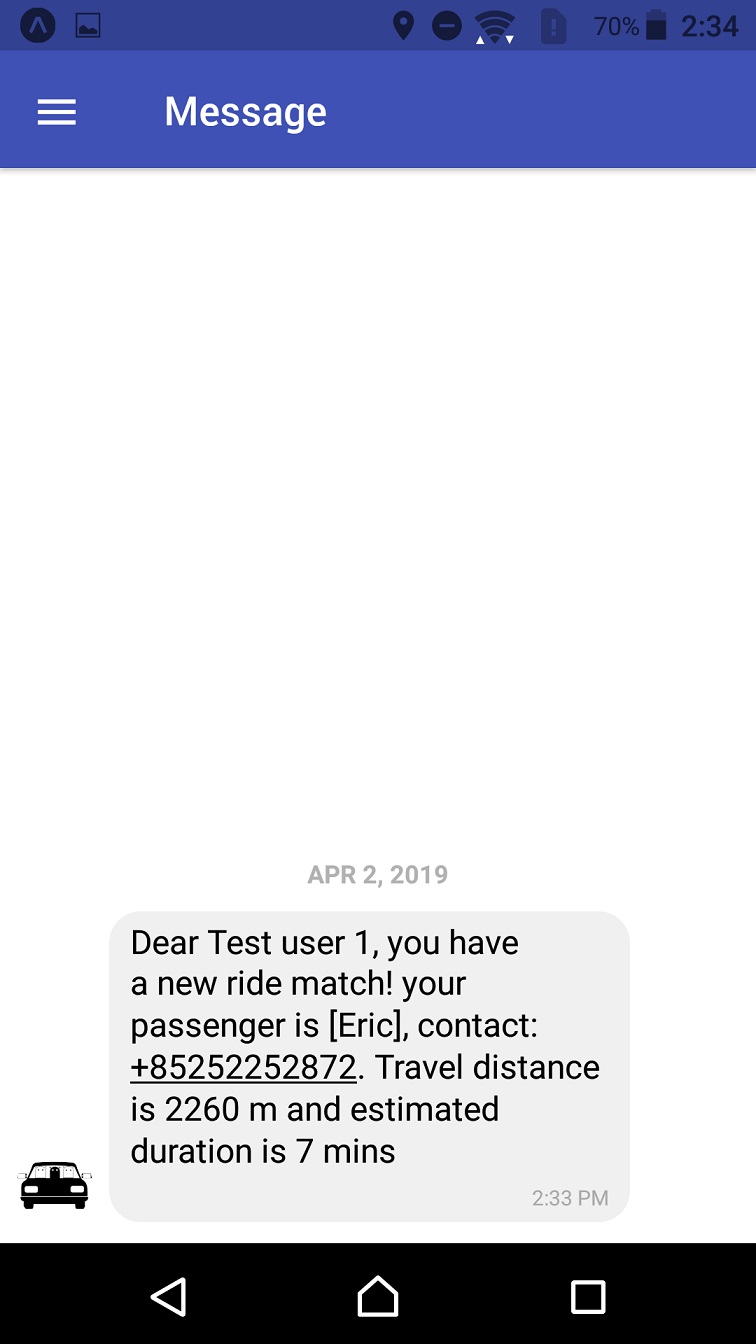 70% 2:34
Message
APR 2, 2019
Dear Test user 1, you have
a new ride match! your
passenger is [Eric], contact:
+85252252872. Travel distance
is 2260 m and estimated
duration is 7 mins
2:33 PM